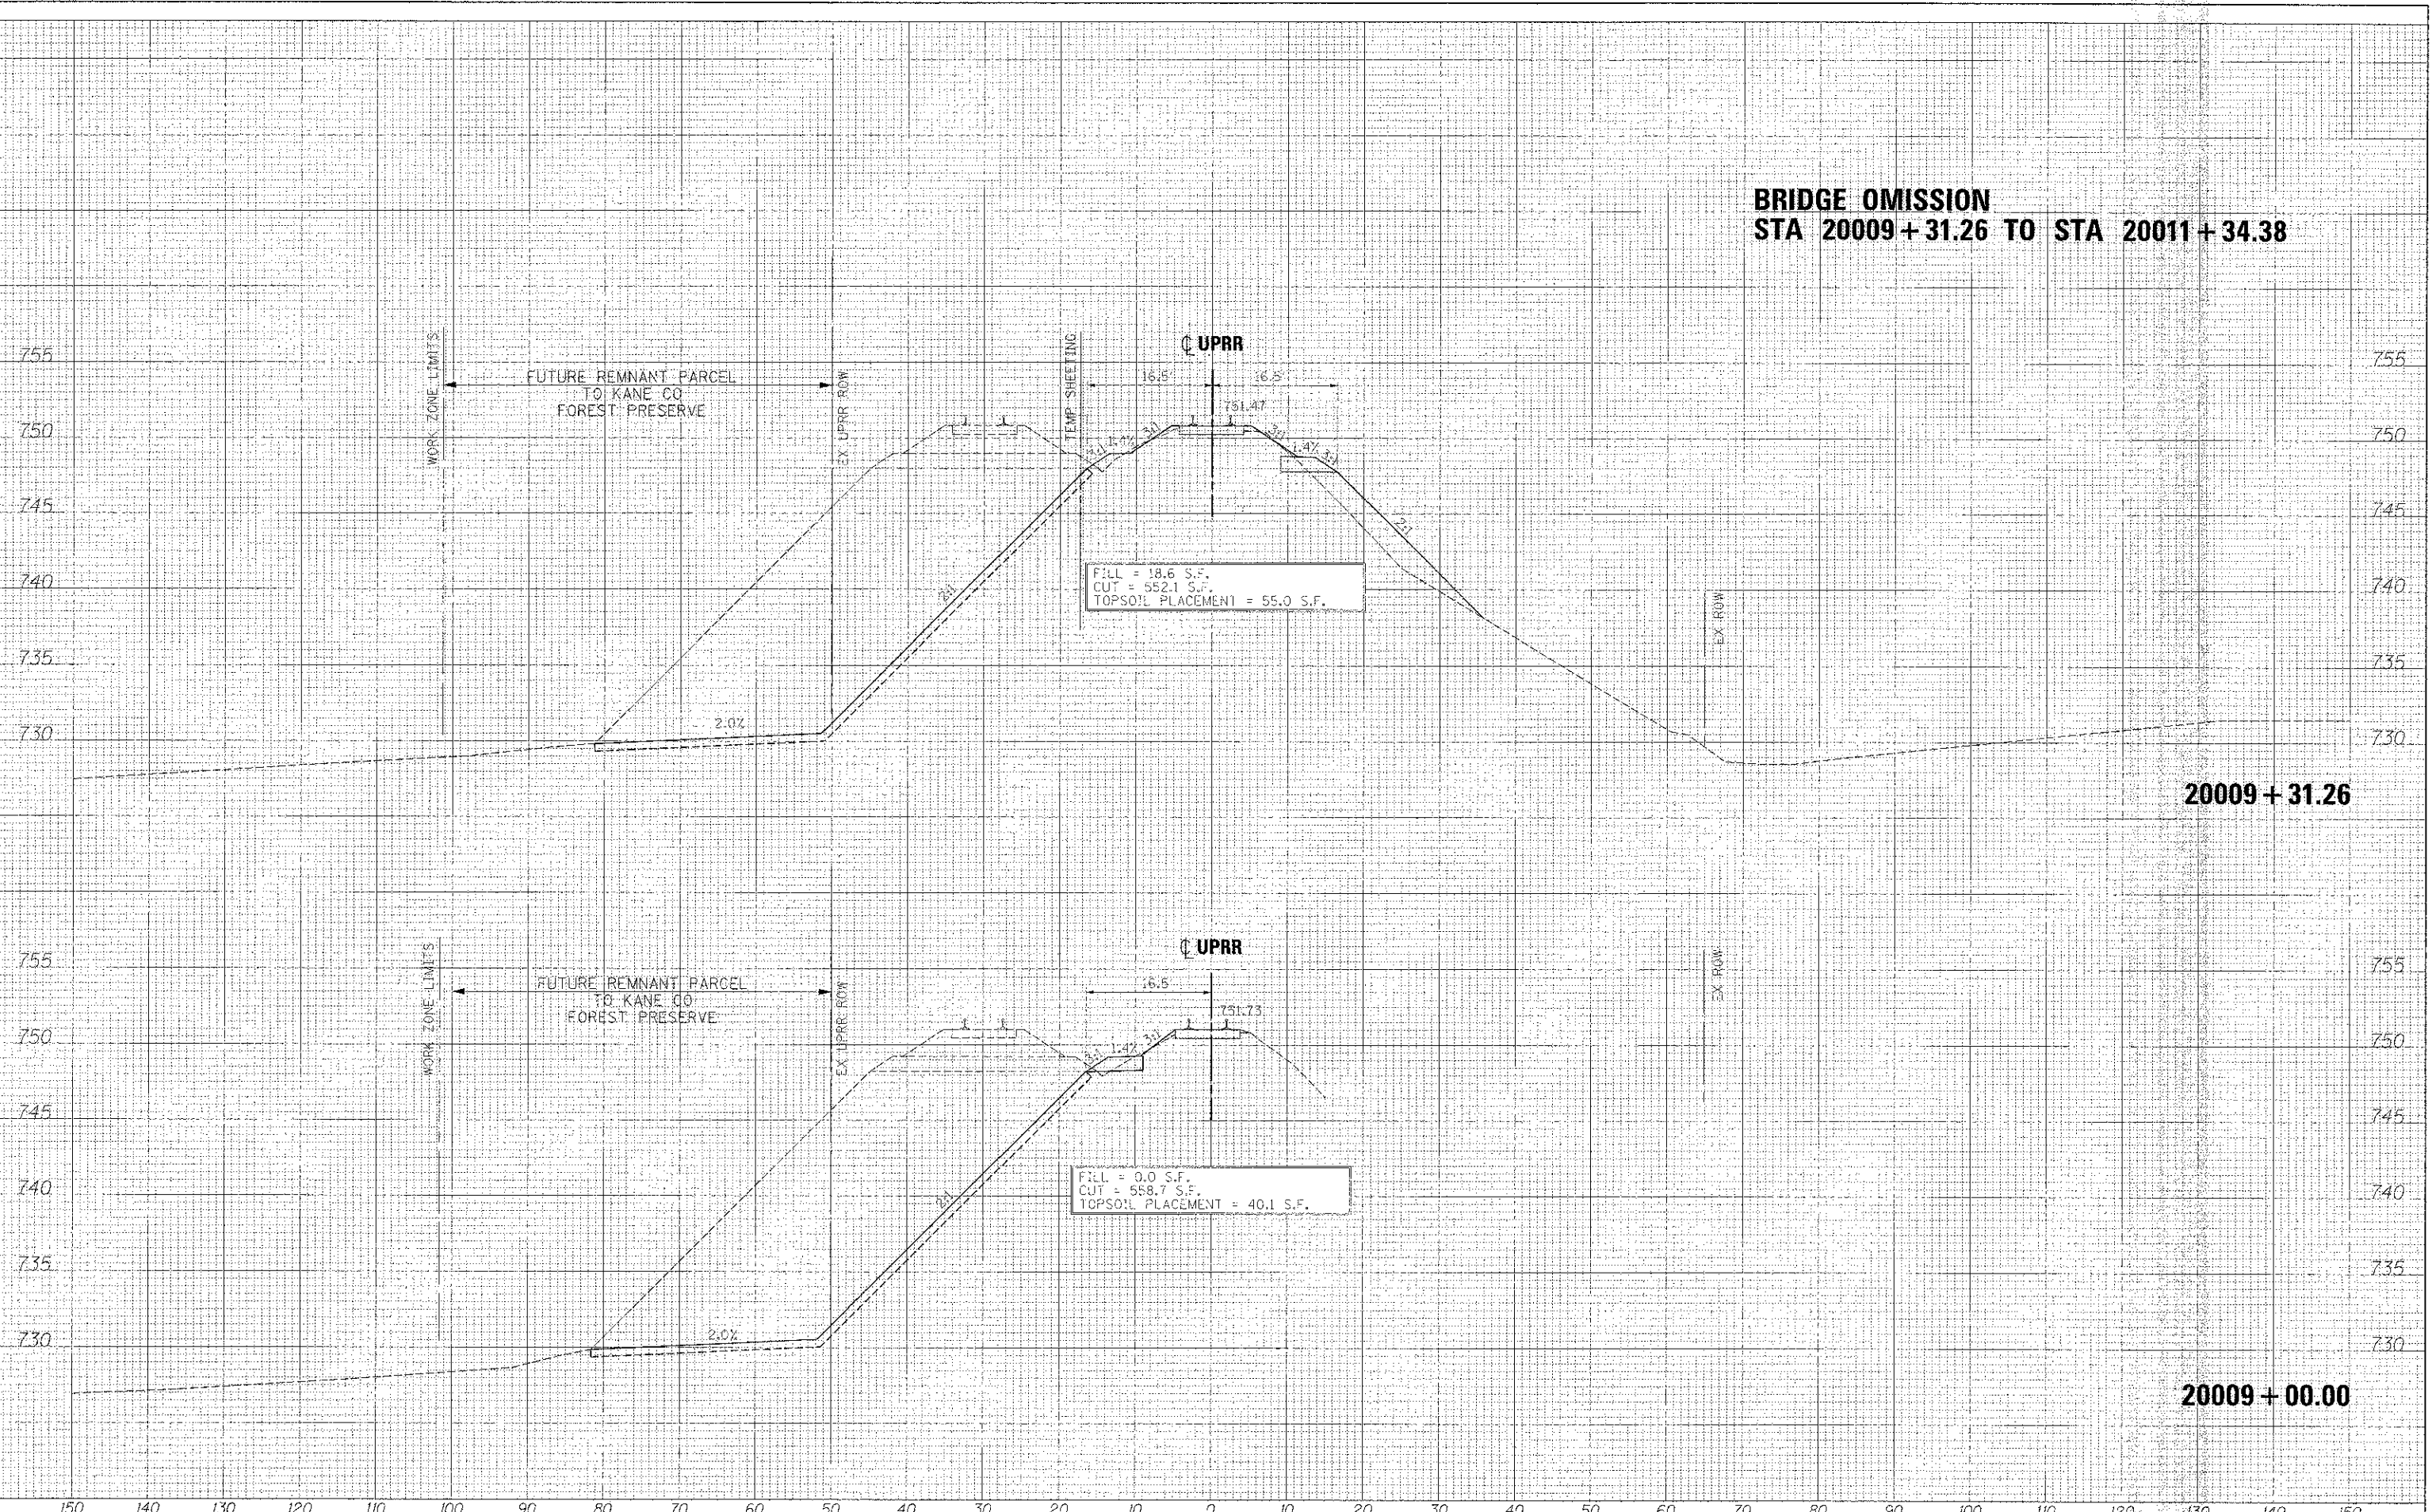 BRIDGE OMISSION
STA 20009+31.26 TO STA 20011+34.38
℄ UPRR
WORK ZONE LIMITS
FUTURE REMNANT PARCEL
TO KANE CO
FOREST PRESERVE
EX UPRR ROW
TEMP SHEETING
16.5'
16.5'
751.47
755
755
750
750
3:1
1.4%
3:1
3:1
1.4%
3:1
745
745
2:1
2:1
740
740
FILL = 18.6 S.F.
CUT = 552.1 S.F.
TOPSOIL PLACEMENT = 55.0 S.F.
EX ROW
735
735
2.0%
730
730
20009+31.26
℄ UPRR
WORK ZONE LIMITS
FUTURE REMNANT PARCEL
TO KANE CO
FOREST PRESERVE
EX UPRR ROW
16.5
751.73
EX ROW
755
755
750
750
3:1
1.4%
3:1
745
745
2:1
740
740
FILL = 0.0 S.F.
CUT = 558.7 S.F.
TOPSOIL PLACEMENT = 40.1 S.F.
735
735
2.0%
730
730
20009+00.00
150 140 130 120 110 100 90 80 70 60 50 40 30 20 10 0 10 20 30 40 50 60 70 80 90 100 110 120 130 140 150